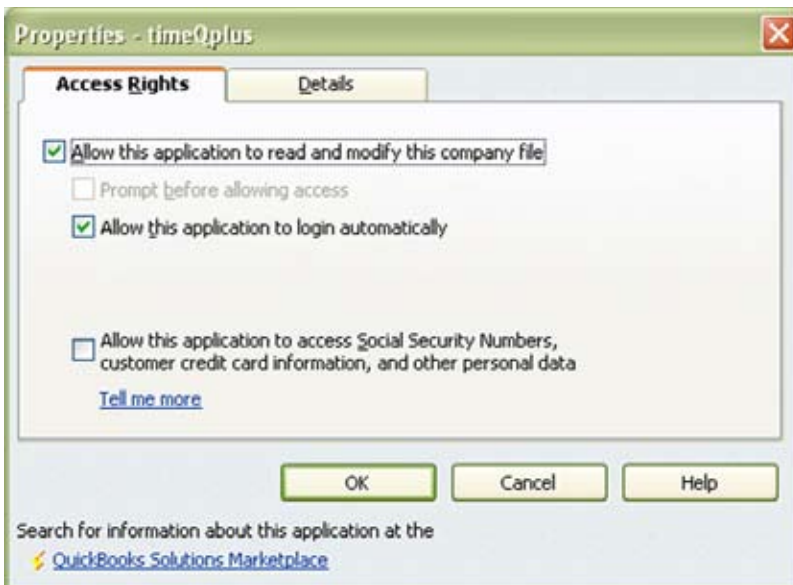 Properties - timeQplus
Access Rights
Details
Allow this application to read and modify this company file
Prompt before allowing access
Allow this application to login automatically
Allow this application to access Social Security Numbers,
customer credit card information, and other personal data
Tell me more
OK
Cancel
Help
Search for information about this application at the
QuickBooks Solutions Marketplace